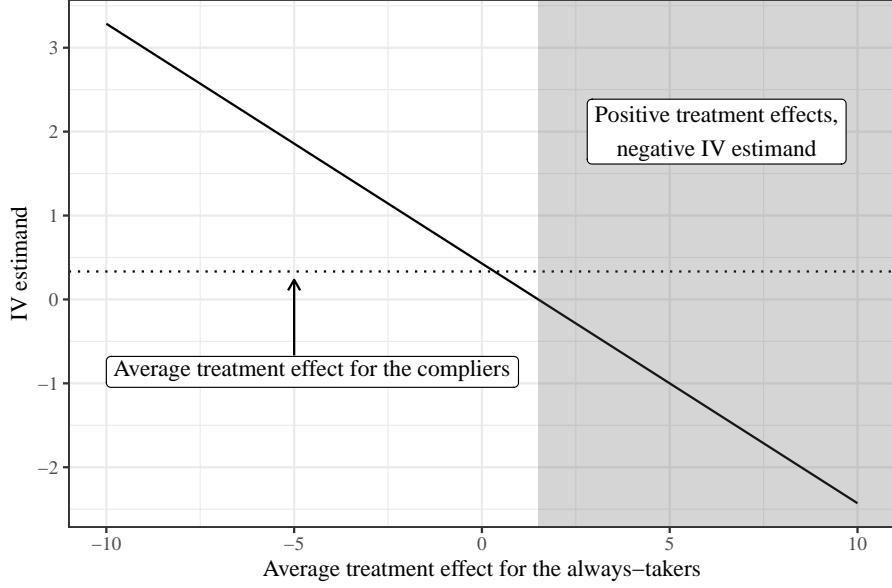 3
2
1
0
−1
−2
IV estimand
Positive treatment effects,
negative IV estimand
Average treatment effect for the compliers
−10
−5
0
5
10
Average treatment effect for the always−takers